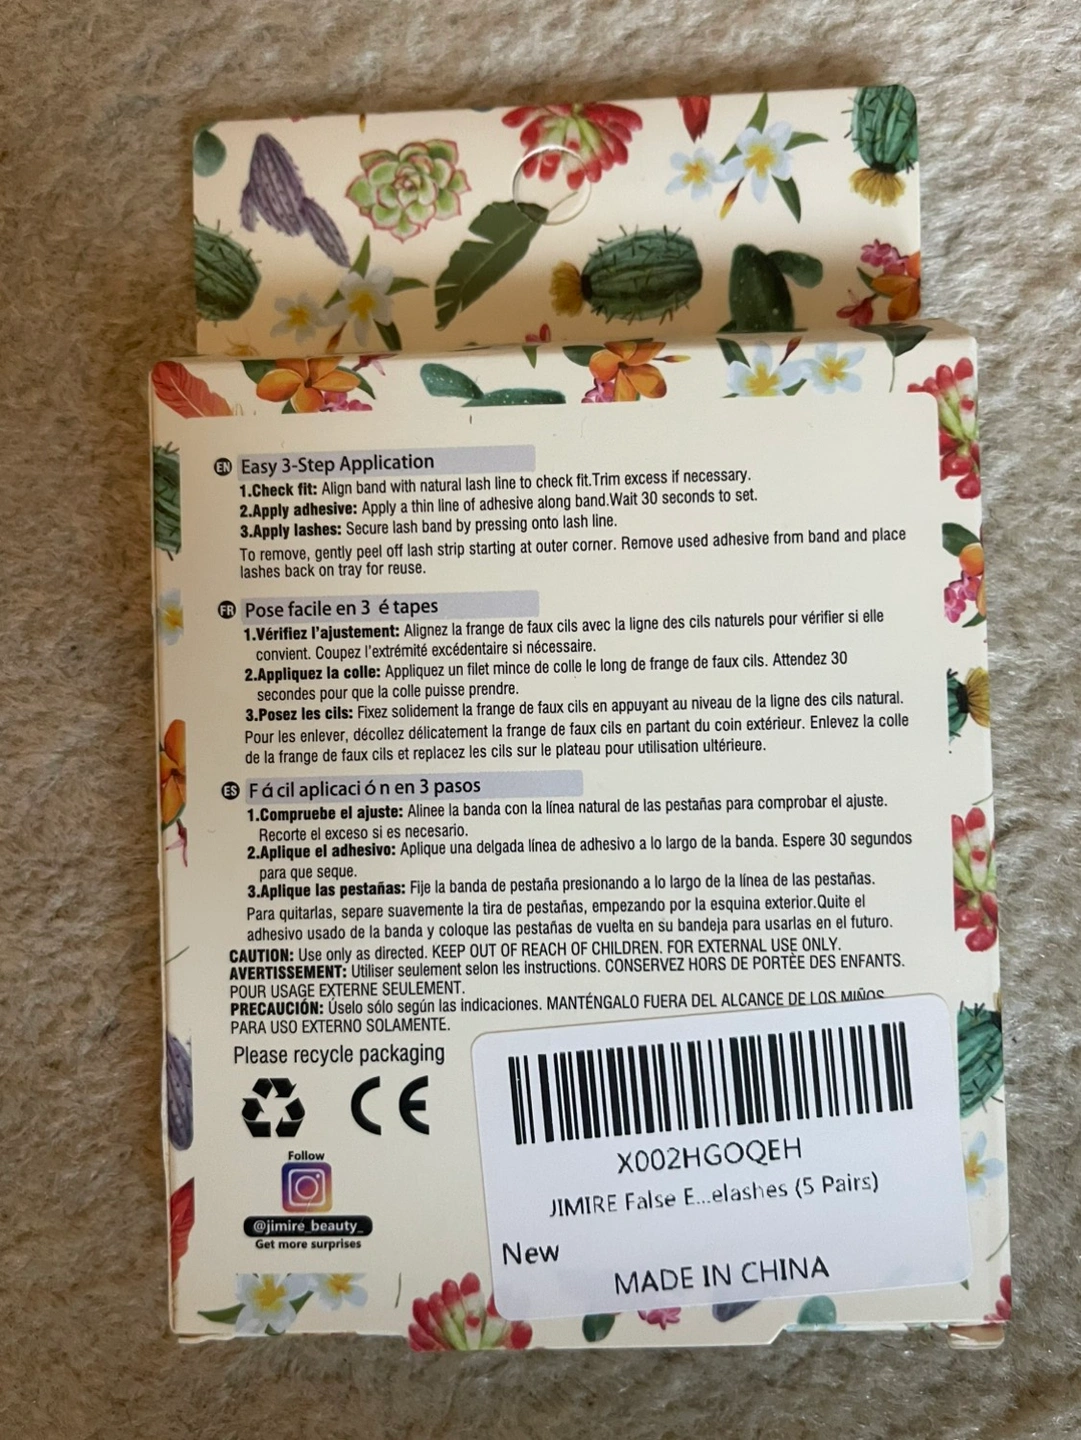 EN Easy 3-Step Application
1.Check fit: Align band with natural lash line to check fit.Trim excess if necessary.
2.Apply adhesive: Apply a thin line of adhesive along band.Wait 30 seconds to set.
3.Apply lashes: Secure lash band by pressing onto lash line.
To remove, gently peel off lash strip starting at outer corner. Remove used adhesive from band and place
lashes back on tray for reuse.
FR Pose facile en 3 é tapes
1.Vérifiez l'ajustement: Alignez la frange de faux cils avec la ligne des cils naturels pour vérifier si elle
convient. Coupez l'extrémité excédentaire si nécessaire.
2.Appliquez la colle: Appliquez un filet mince de colle le long de frange de faux cils. Attendez 30
secondes pour que la colle puisse prendre.
3.Posez les cils: Fixez solidement la frange de faux cils en appuyant au niveau de la ligne des cils natural.
Pour les enlever, décollez délicatement la frange de faux cils en partant du coin extérieur. Enlevez la colle
de la frange de faux cils et replacez les cils sur le plateau pour utilisation ultérieure.
ES F á cil aplicaci ó n en 3 pasos
1.Compruebe el ajuste: Alinee la banda con la línea natural de las pestañas para comprobar el ajuste.
Recorte el exceso si es necesario.
2.Aplique el adhesivo: Aplique una delgada línea de adhesivo a lo largo de la banda. Espere 30 segundos
para que seque.
3.Aplique las pestañas: Fije la banda de pestaña presionando a lo largo de la línea de las pestañas.
Para quitarlas, separe suavemente la tira de pestañas, empezando por la esquina exterior.Quite el
adhesivo usado de la banda y coloque las pestañas de vuelta en su bandeja para usarlas en el futuro.
CAUTION: Use only as directed. KEEP OUT OF REACH OF CHILDREN. FOR EXTERNAL USE ONLY.
AVERTISSEMENT: Utiliser seulement selon les instructions. CONSERVEZ HORS DE PORTÈE DES ENFANTS.
POUR USAGE EXTERNE SEULEMENT.
PRECAUCIÓN: Úselo sólo según las indicaciones. MANTÉNGALO FUERA DEL ALCANCE DE LOS MIÑOS
PARA USO EXTERNO SOLAMENTE.
Please recycle packaging
CE
Follow
@jimire_beauty_
Get more surprises
X002HGOQEH
JIMIRE False E...elashes (5 Pairs)
New
MADE IN CHINA